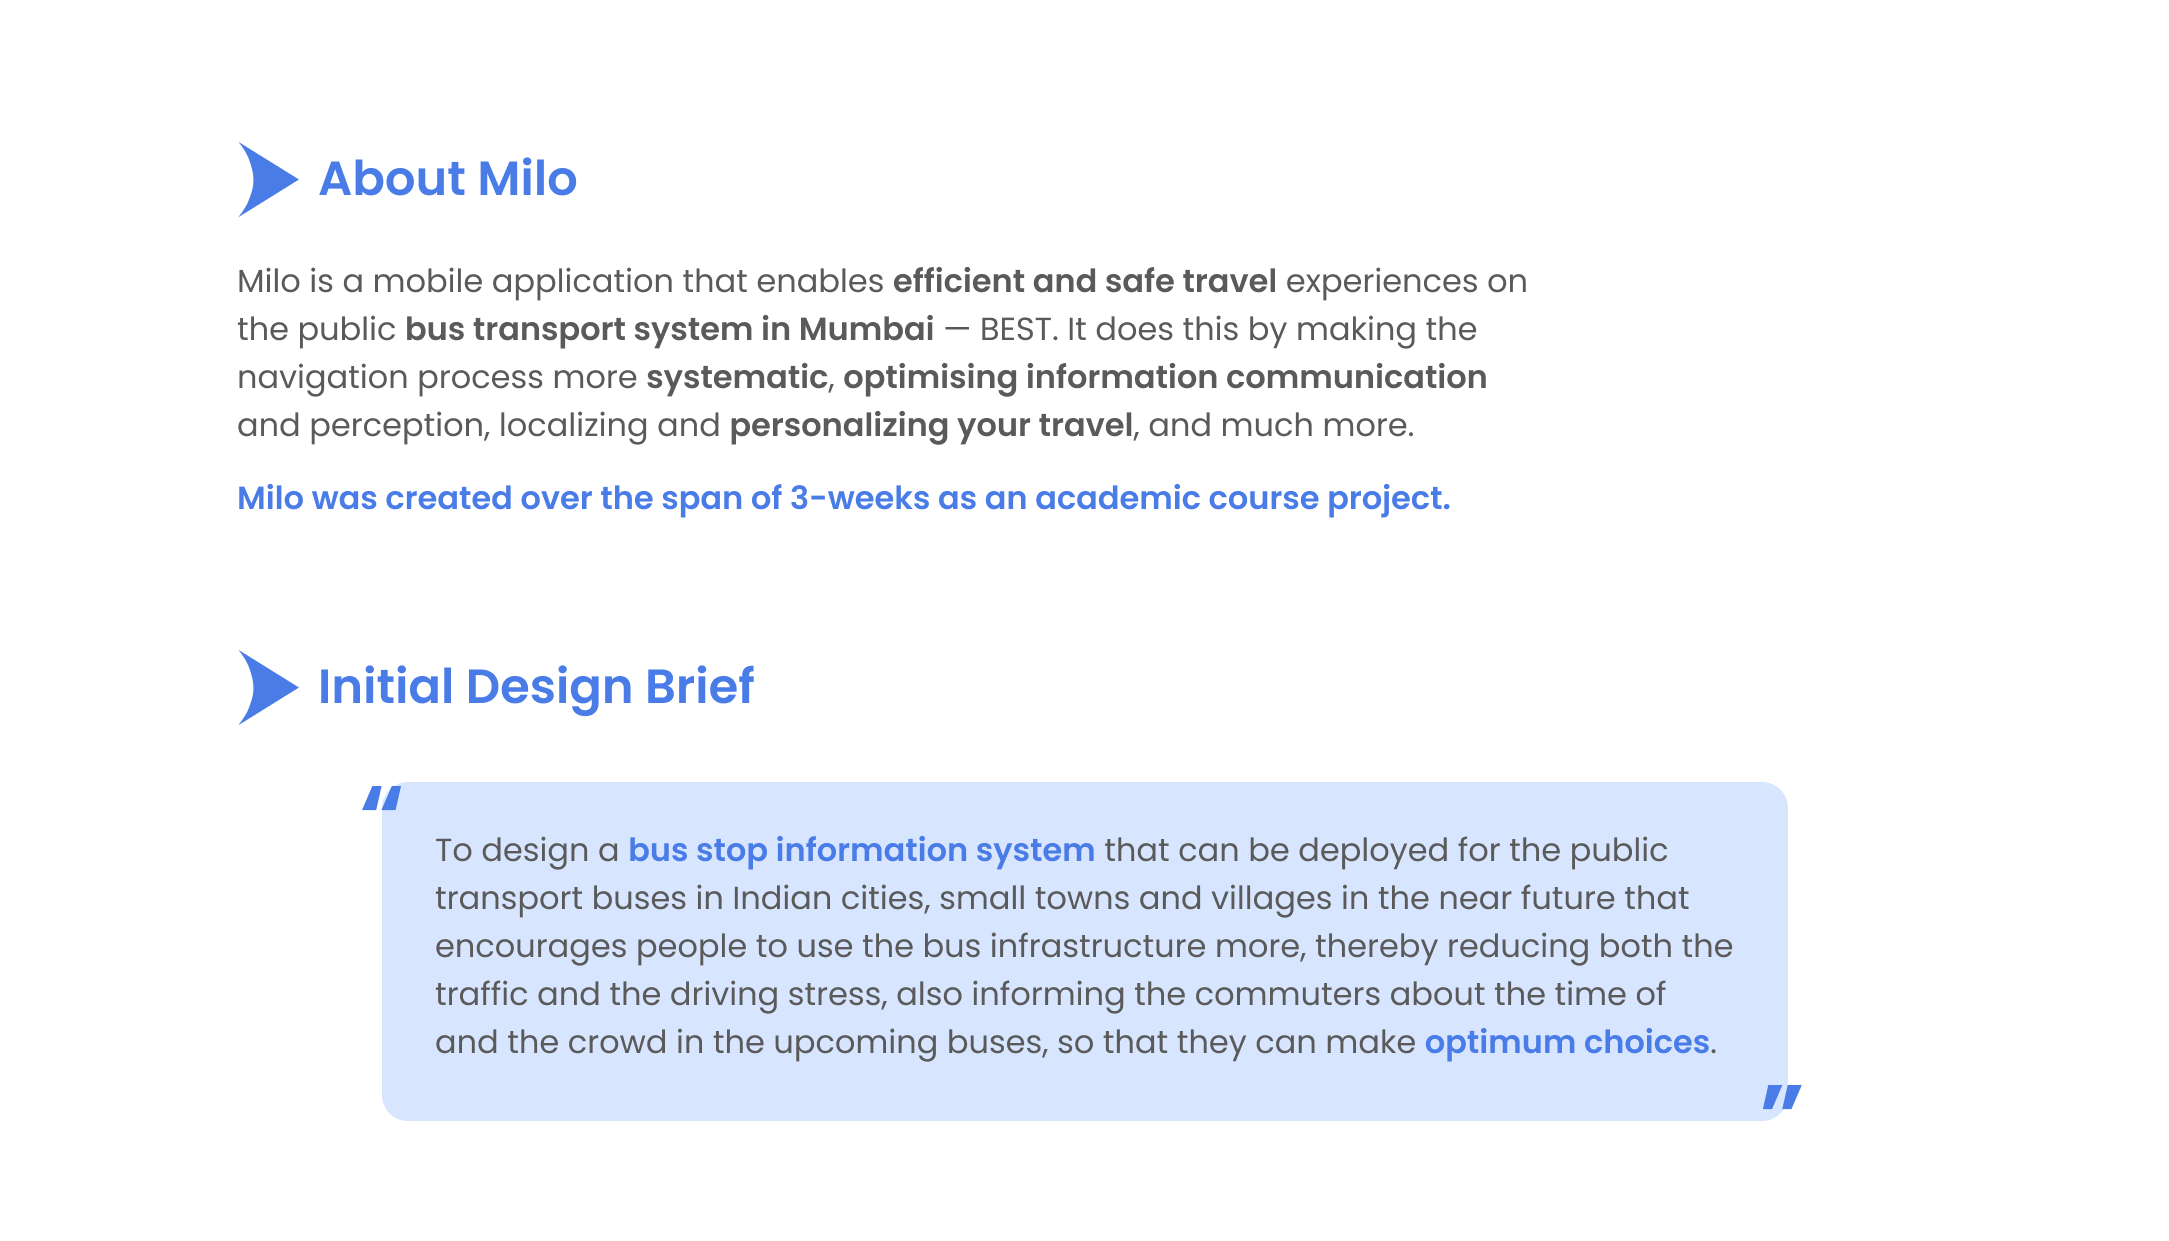 About Milo
Milo is a mobile application that enables efficient and safe travel experiences on
the public bus transport system in Mumbai — BEST. It does this by making the
navigation process more systematic, optimising information communication
and perception, localizing and personalizing your travel, and much more.
Milo was created over the span of 3-weeks as an academic course project.
Initial Design Brief
“
To design a bus stop information system that can be deployed for the public
transport buses in Indian cities, small towns and villages in the near future that
encourages people to use the bus infrastructure more, thereby reducing both the
traffic and the driving stress, also informing the commuters about the time of
and the crowd in the upcoming buses, so that they can make optimum choices.
”